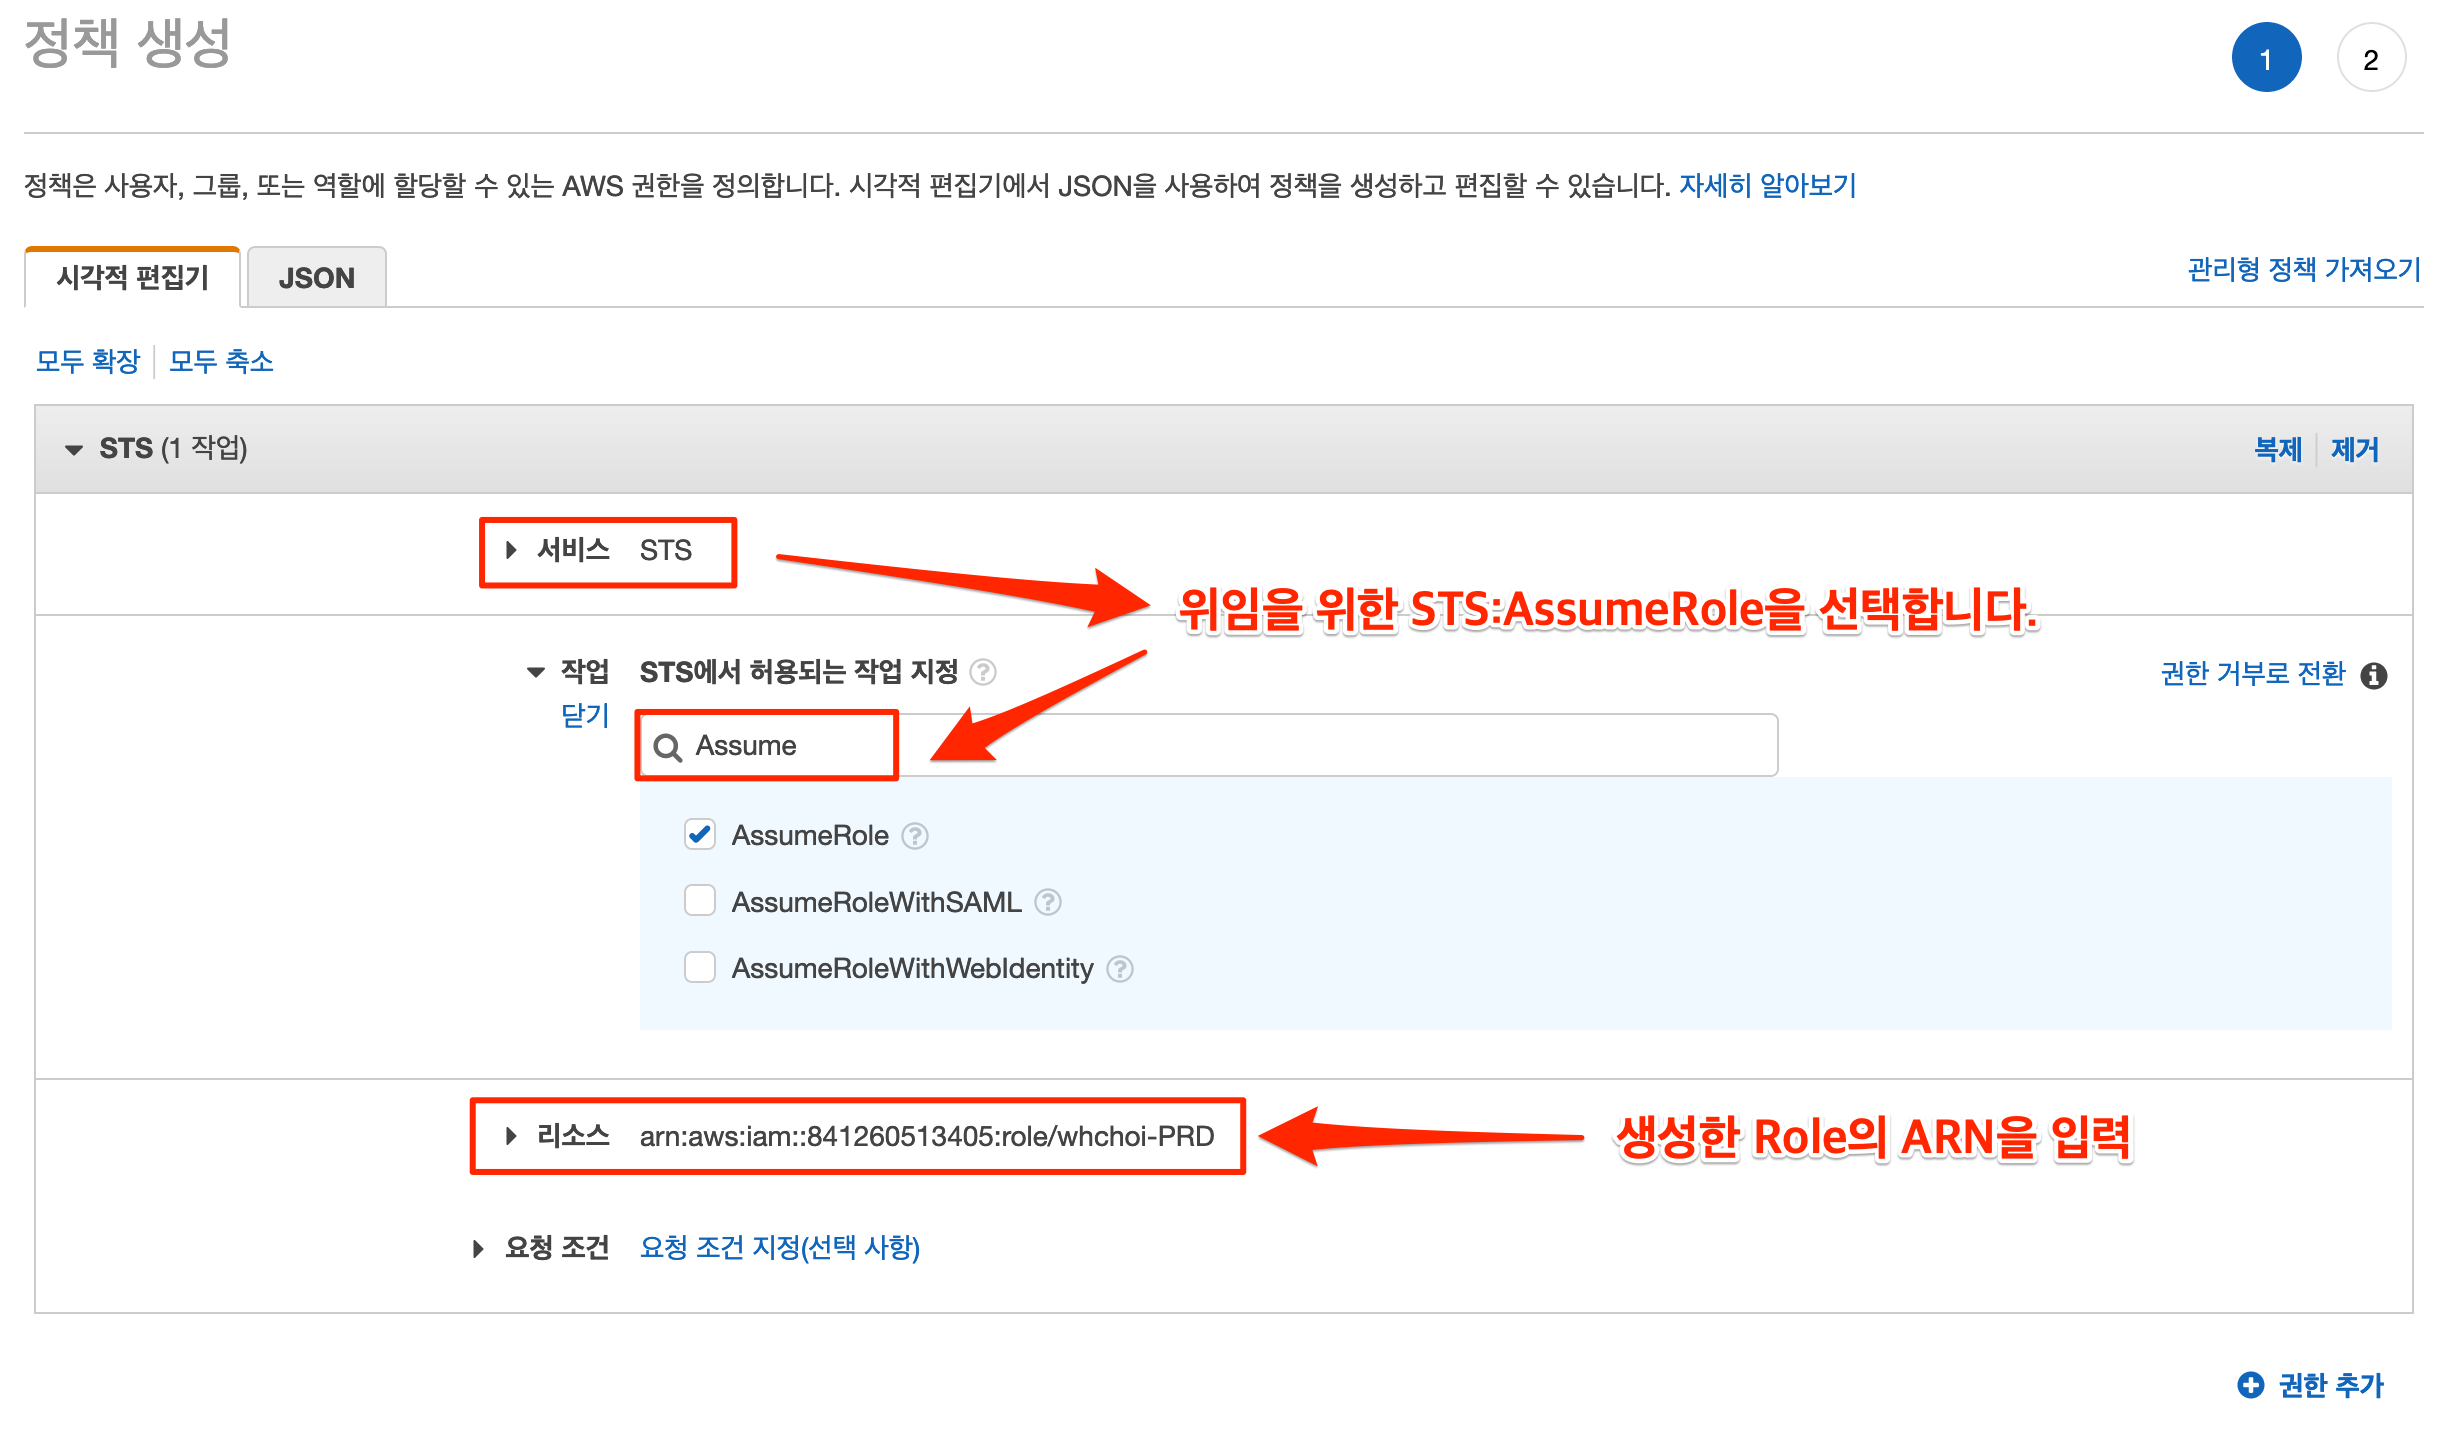 정책 생성
1
2
정책은 사용자, 그룹, 또는 역할에 할당할 수 있는 AWS 권한을 정의합니다. 시각적 편집기에서 JSON을 사용하여 정책을 생성하고 편집할 수 있습니다. 자세히 알아보기
시각적 편집기
JSON
관리형 정책 가져오기
모두 확장
모두 축소
STS (1 작업)
복제
제거
서비스 STS
위임을 위한 STS:AssumeRole을 선택합니다.
작업 STS에서 허용되는 작업 지정 ?
권한 거부로 전환 i
닫기
Assume
AssumeRole ?
AssumeRoleWithSAML ?
AssumeRoleWithWebIdentity ?
리소스 arn:aws:iam::841260513405:role/whchoi-PRD
생성한 Role의 ARN을 입력
요청 조건 요청 조건 지정(선택 사항)
권한 추가